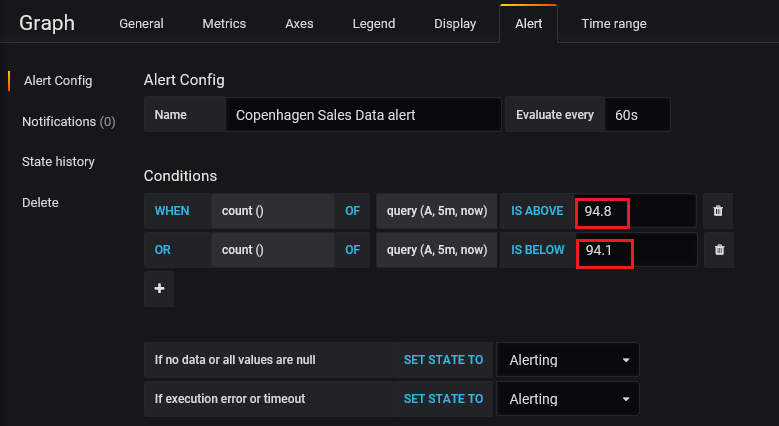 Graph General Metrics Axes Legend Display Alert Time range
Alert Config
Notifications (0)
State history
Delete
Alert Config
Name Copenhagen Sales Data alert Evaluate every 60s
Conditions
WHEN count () OF query (A, 5m, now) IS ABOVE 94.8
OR count () OF query (A, 5m, now) IS BELOW 94.1
If no data or all values are null SET STATE TO Alerting
If execution error or timeout SET STATE TO Alerting